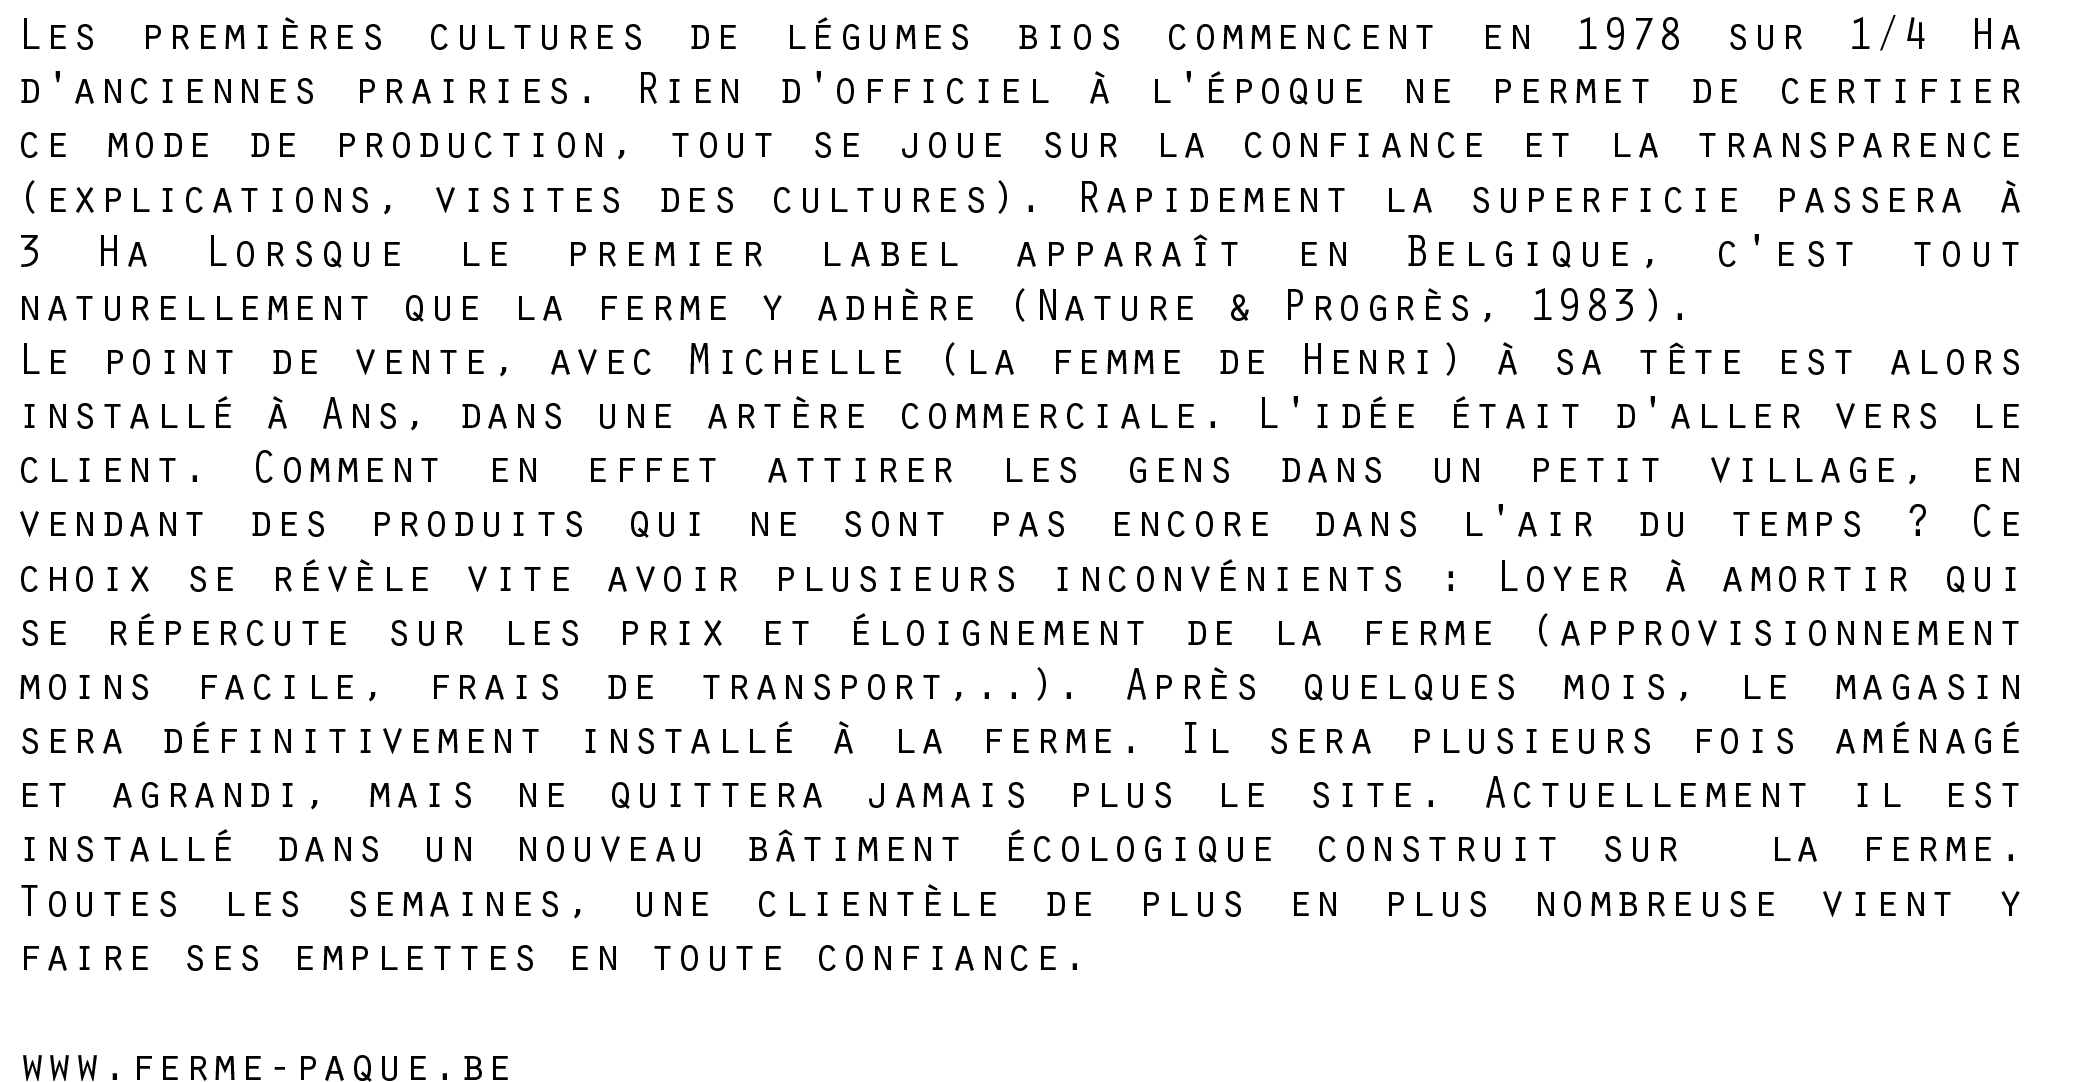 Les premières cultures de légumes bios commencent en 1978 sur 1/4 Ha
d'anciennes prairies. Rien d'officiel à l'époque ne permet de certifier
ce mode de production, tout se joue sur la confiance et la transparence
(explications, visites des cultures). Rapidement la superficie passera à
3 Ha Lorsque le premier label apparaît en Belgique, c'est tout
naturellement que la ferme y adhère (Nature & Progrès, 1983).
Le point de vente, avec Michelle (la femme de Henri) à sa tête est alors
installé à Ans, dans une artère commerciale. L'idée était d'aller vers le
client. Comment en effet attirer les gens dans un petit village, en
vendant des produits qui ne sont pas encore dans l'air du temps ? Ce
choix se révèle vite avoir plusieurs inconvénients : Loyer à amortir qui
se répercute sur les prix et éloignement de la ferme (approvisionnement
moins facile, frais de transport,..). Après quelques mois, le magasin
sera définitivement installé à la ferme. Il sera plusieurs fois aménagé
et agrandi, mais ne quittera jamais plus le site. Actuellement il est
installé dans un nouveau bâtiment écologique construit sur la ferme.
Toutes les semaines, une clientèle de plus en plus nombreuse vient y
faire ses emplettes en toute confiance.
www.ferme-paque.be